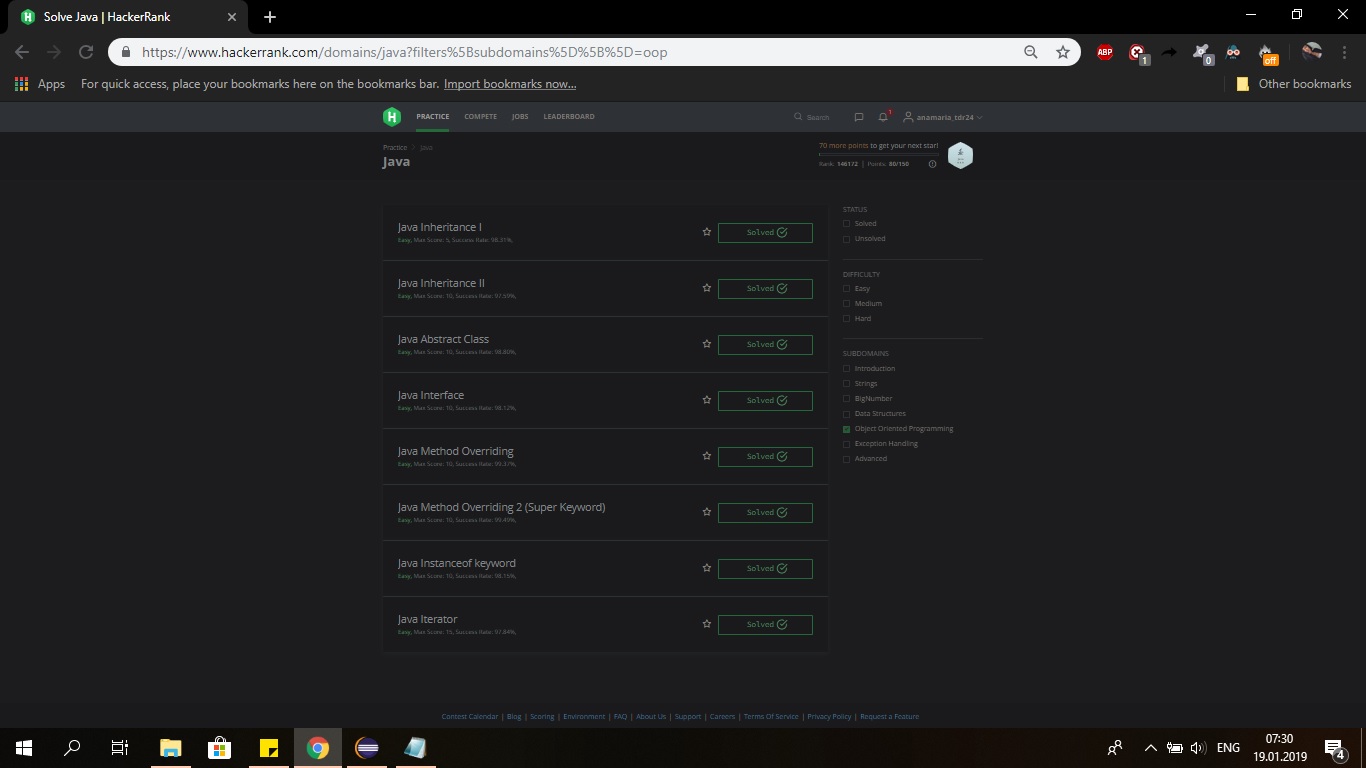 Solve Java | HackerRank
https://www.hackerrank.com/domains/java?filters%5Bsubdomains%5D%5B%5D=oop
ABP
1
0
off
Apps For quick access, place your bookmarks here on the bookmarks bar. Import bookmarks now... Other bookmarks
H PRACTICE COMPETE JOBS LEADERBOARD Search 1 anamaria_tdr24
Practice Java
70 more points to get your next star!
Java
Rank: 146172 | Points: 80/150
Java Inheritance I
Easy, Max Score: 5, Success Rate: 98.31%,
Solved
Java Inheritance II
Easy, Max Score: 10, Success Rate: 97.59%,
Solved
Java Abstract Class
Easy, Max Score: 10, Success Rate: 98.80%,
Solved
Java Interface
Easy, Max Score: 10, Success Rate: 98.12%,
Solved
Java Method Overriding
Easy, Max Score: 10, Success Rate: 99.37%,
Solved
Java Method Overriding 2 (Super Keyword)
Easy, Max Score: 10, Success Rate: 99.49%,
Solved
Java Instanceof keyword
Easy, Max Score: 10, Success Rate: 98.15%,
Solved
Java Iterator
Easy, Max Score: 15, Success Rate: 97.84%,
Solved
STATUS
Solved
Unsolved
DIFFICULTY
Easy
Medium
Hard
SUBDOMAINS
Introduction
Strings
BigNumber
Data Structures
Object Oriented Programming
Exception Handling
Advanced
Contest Calendar | Blog | Scoring | Environment | FAQ | About Us | Support | Careers | Terms Of Service | Privacy Policy | Request a Feature
ENG
07:30
19.01.2019
4